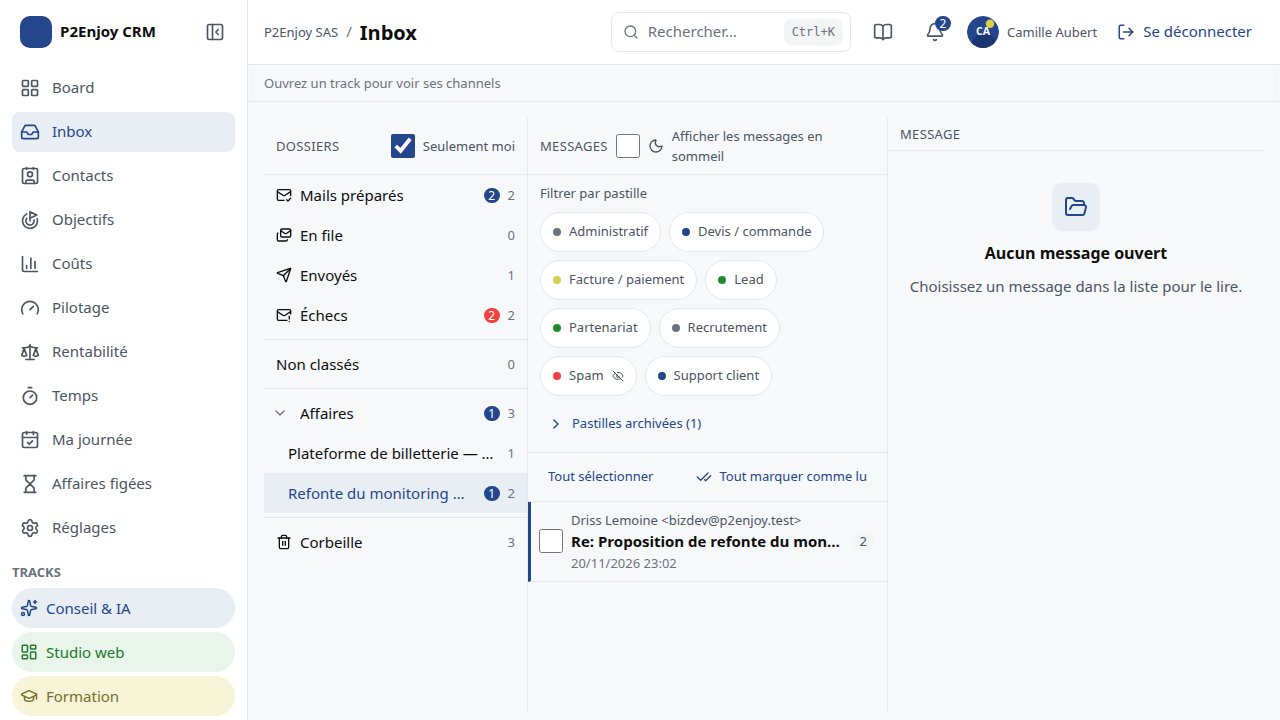 P2Enjoy CRM
P2Enjoy SAS / Inbox
Rechercher...
Ctrl+K
2
CA
Camille Aubert
Se déconnecter
Board
Inbox
Contacts
Objectifs
Coûts
Pilotage
Rentabilité
Temps
Ma journée
Affaires figées
Réglages
TRACKS
Conseil & IA
Studio web
Formation
Ouvrez un track pour voir ses channels
DOSSIERS
Seulement moi
Mails préparés 2 2
En file 0
Envoyés 1
Échecs 2 2
Non classés 0
Affaires 1 3
Plateforme de billetterie — ... 1
Refonte du monitoring ... 1 2
Corbeille 3
MESSAGES
Afficher les messages en
sommeil
Filtrer par pastille
Administratif
Devis / commande
Facture / paiement
Lead
Partenariat
Recrutement
Spam
Support client
Pastilles archivées (1)
Tout sélectionner
Tout marquer comme lu
Driss Lemoine <bizdev@p2enjoy.test>
Re: Proposition de refonte du mon... 2
20/11/2026 23:02
MESSAGE
Aucun message ouvert
Choisissez un message dans la liste pour le lire.